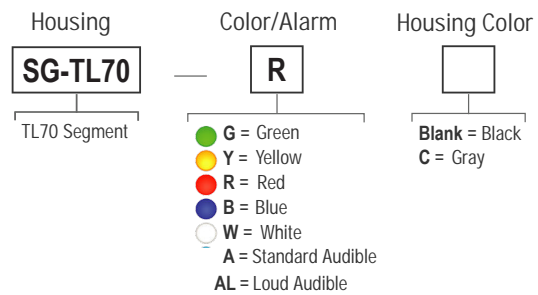 Housing Color/Alarm Housing Color
SG-TL70 — R
TL70 Segment
G = Green
Y = Yellow
R = Red
B = Blue
W = White
A = Standard Audible
AL = Loud Audible
Blank = Black
C = Gray